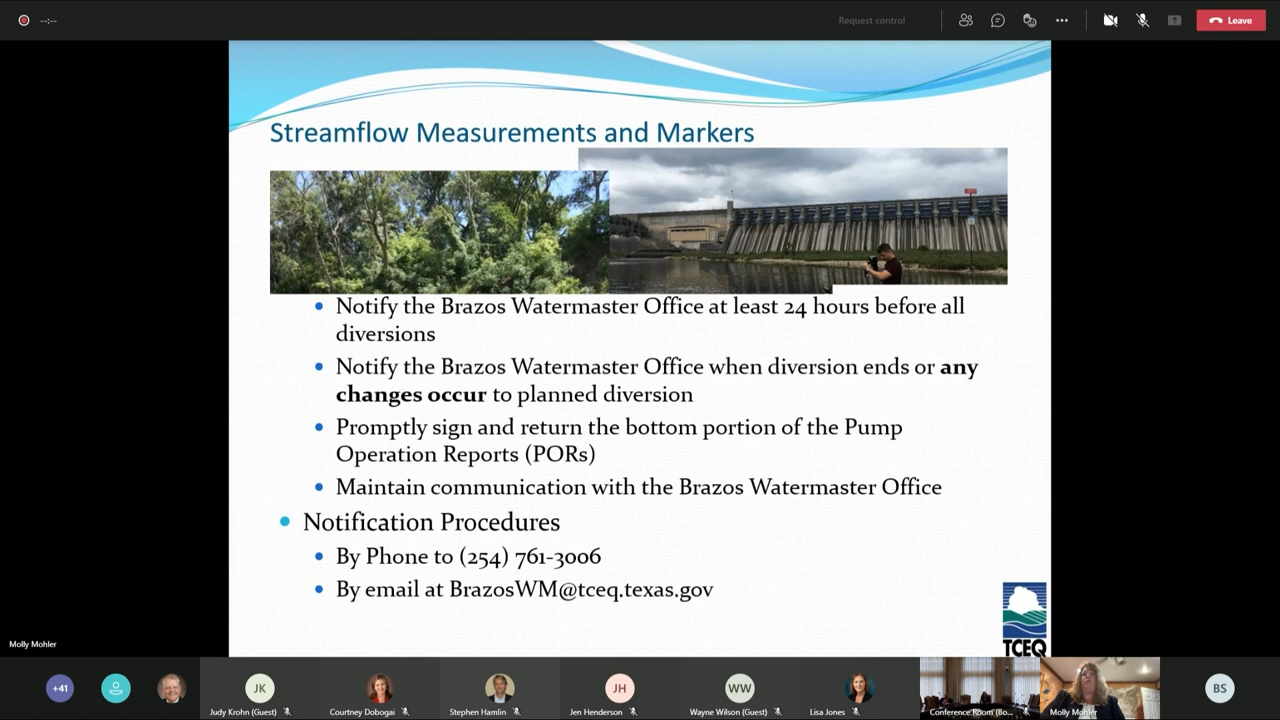 --:--
Request control
Leave
Streamflow Measurements and Markers
Notify the Brazos Watermaster Office at least 24 hours before all
diversions
Notify the Brazos Watermaster Office when diversion ends or any
changes occur to planned diversion
Promptly sign and return the bottom portion of the Pump
Operation Reports (PORs)
Maintain communication with the Brazos Watermaster Office
Notification Procedures
By Phone to (254) 761-3006
By email at BrazosWM@tceq.texas.gov
TCEQ
Molly Mohler
+41
JK
JH
WW
BS
Judy Krohn (Guest)
Courtney Dobogai
Stephen Hamlin
Jen Henderson
Wayne Wilson (Guest)
Lisa Jones
Conference Room (Bo...
Molly Mohler